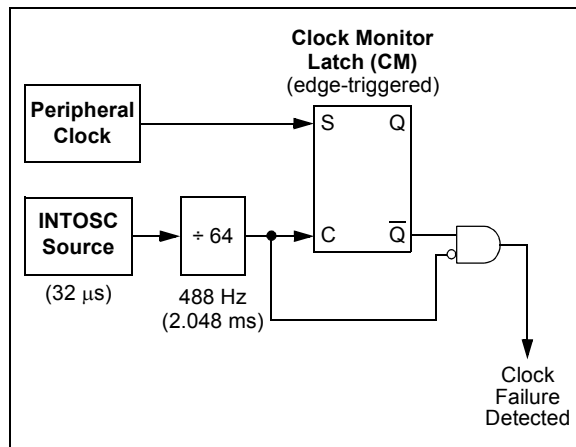 Clock Monitor
Latch (CM)
(edge-triggered)
Peripheral
Clock
S
Q
INTOSC
Source
÷ 64
C
Q̅
(32 μs)
488 Hz
(2.048 ms)
Clock
Failure
Detected